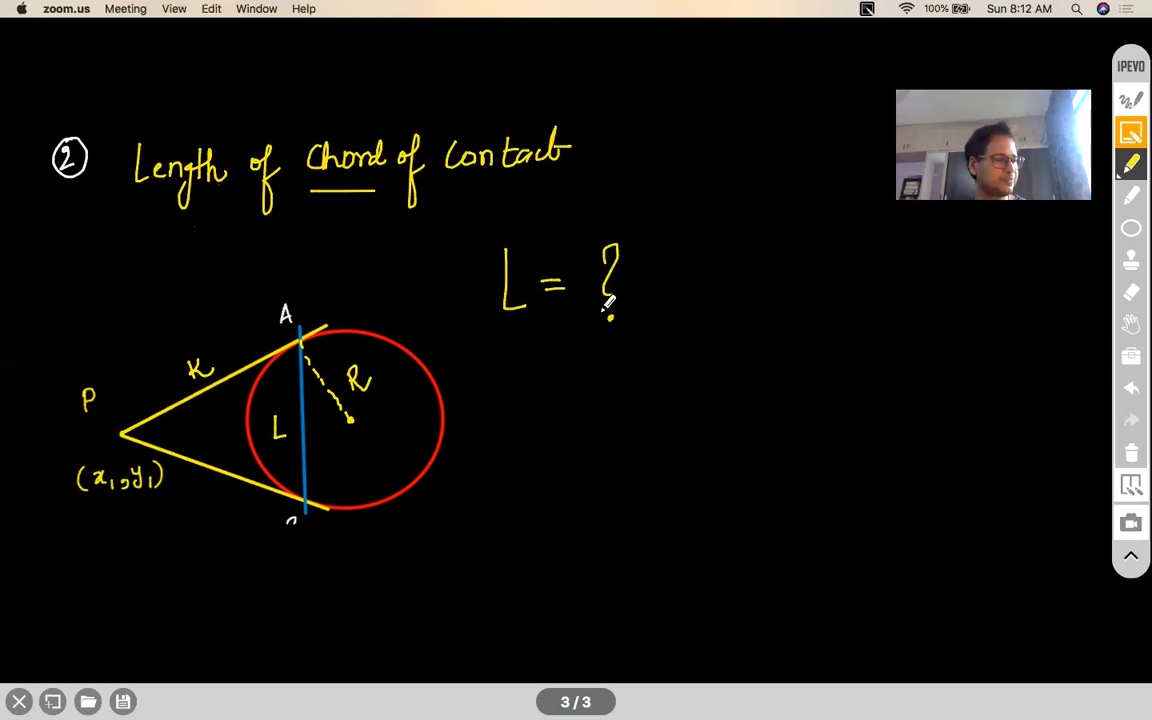 zoom.us Meeting View Edit Window Help 100% Sun 8:12 AM
IPEVO
② Length of Chord of Contact
L = ?
A
K
R
P
L
(x₁,y₁)
3 / 3